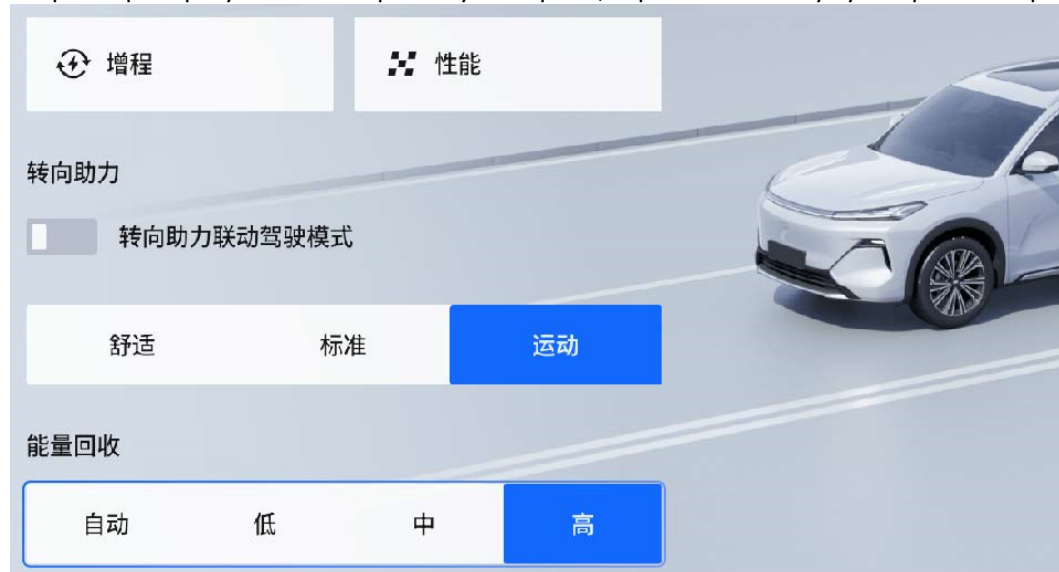 增程
性能
转向助力
转向助力联动驾驶模式
舒适 标准 运动
能量回收
自动 低 中 高